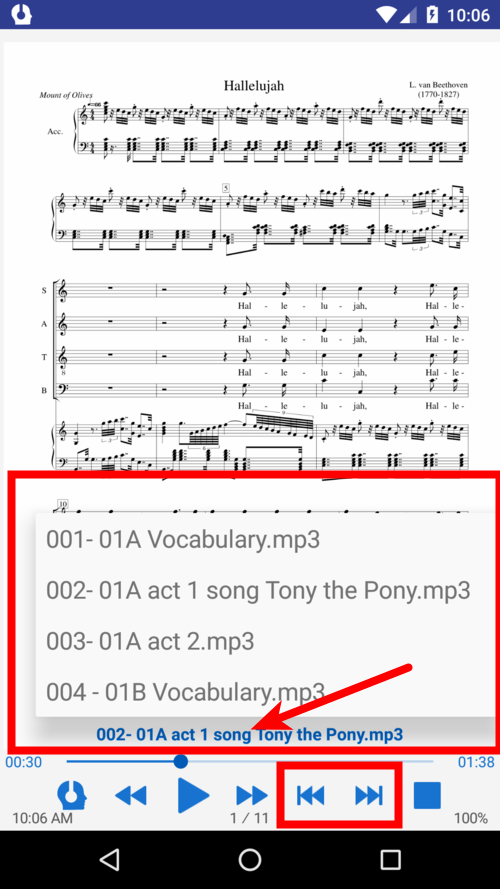 10:06
Hallelujah
Mount of Olives
L. van Beethoven
(1770-1827)
Acc.
5
S
Hal - le - lu - jah, Hal - le -
A
Hal - le - lu - jah, Hal - le -
T
8
Hal - le - lu - jah, Hal - le -
B
Hal - le - lu - jah, Hal - le -
10
001- 01A Vocabulary.mp3
002- 01A act 1 song Tony the Pony.mp3
003- 01A act 2.mp3
004 - 01B Vocabulary.mp3
002- 01A act 1 song Tony the Pony.mp3
00:30 01:38
10:06 AM 1 / 11 100%